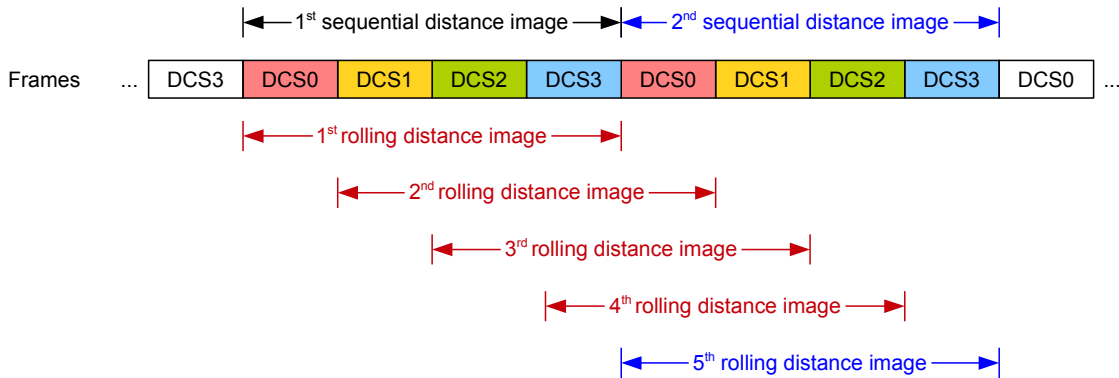 1st sequential distance image 2nd sequential distance image
Frames ... DCS3 DCS0 DCS1 DCS2 DCS3 DCS0 DCS1 DCS2 DCS3 DCS0 ...
1st rolling distance image
2nd rolling distance image
3rd rolling distance image
4th rolling distance image
5th rolling distance image